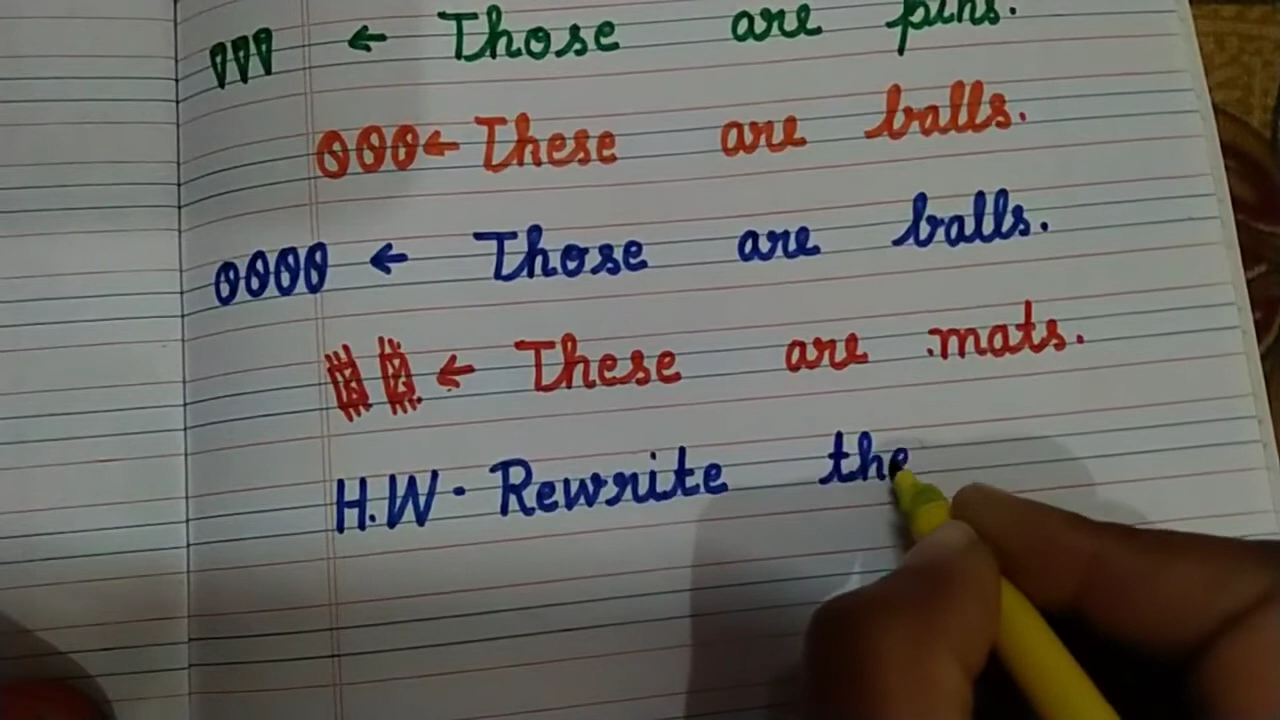 ← Those are pins.
← These are balls.
← Those are balls.
← These are mats.
H.W. Rewrite the